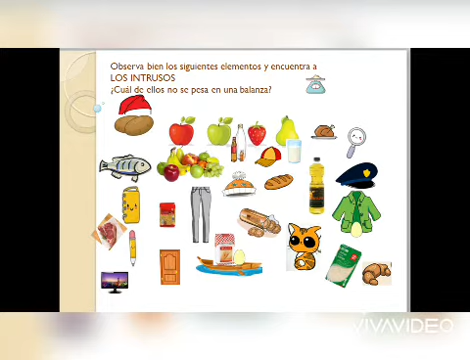 Observa bien los siguientes elementos y encuentra a
LOS INTRUSOS
¿Cuál de ellos no se pesa en una balanza?
VIVAVIDEO